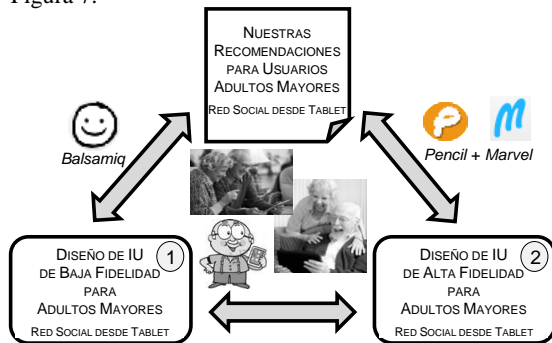 Figura 7.
NUESTRAS
RECOMENDACIONES
PARA USUARIOS
ADULTOS MAYORES
RED SOCIAL DESDE TABLET
Balsamiq
Pencil + Marvel
DISEÑO DE IU
DE BAJA FIDELIDAD
PARA
ADULTOS MAYORES
RED SOCIAL DESDE TABLET
1
DISEÑO DE IU
DE ALTA FIDELIDAD
PARA
ADULTOS MAYORES
RED SOCIAL DESDE TABLET
2